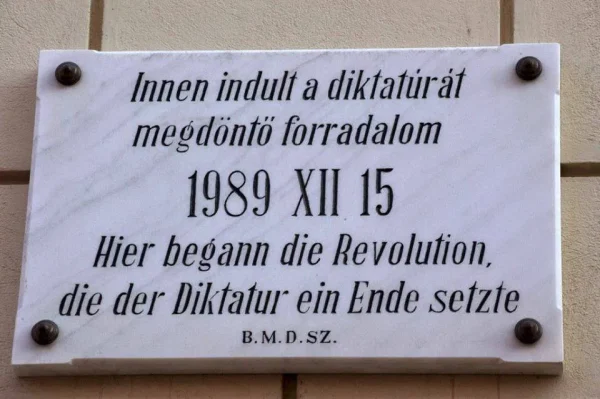 Innen indult a diktatúrát
megdöntő forradalom
1989 XII 15
Hier begann die Revolution,
die der Diktatur ein Ende setzte
B.M.D.SZ.